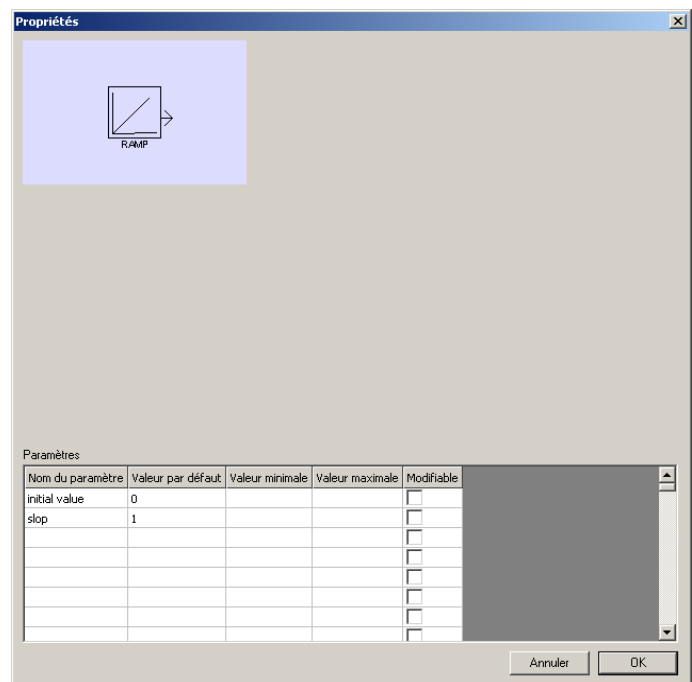 Propriétés
RAMP
Paramètres
Nom du paramètre Valeur par défaut Valeur minimale Valeur maximale Modifiable
initial value 0
slop 1
Annuler OK